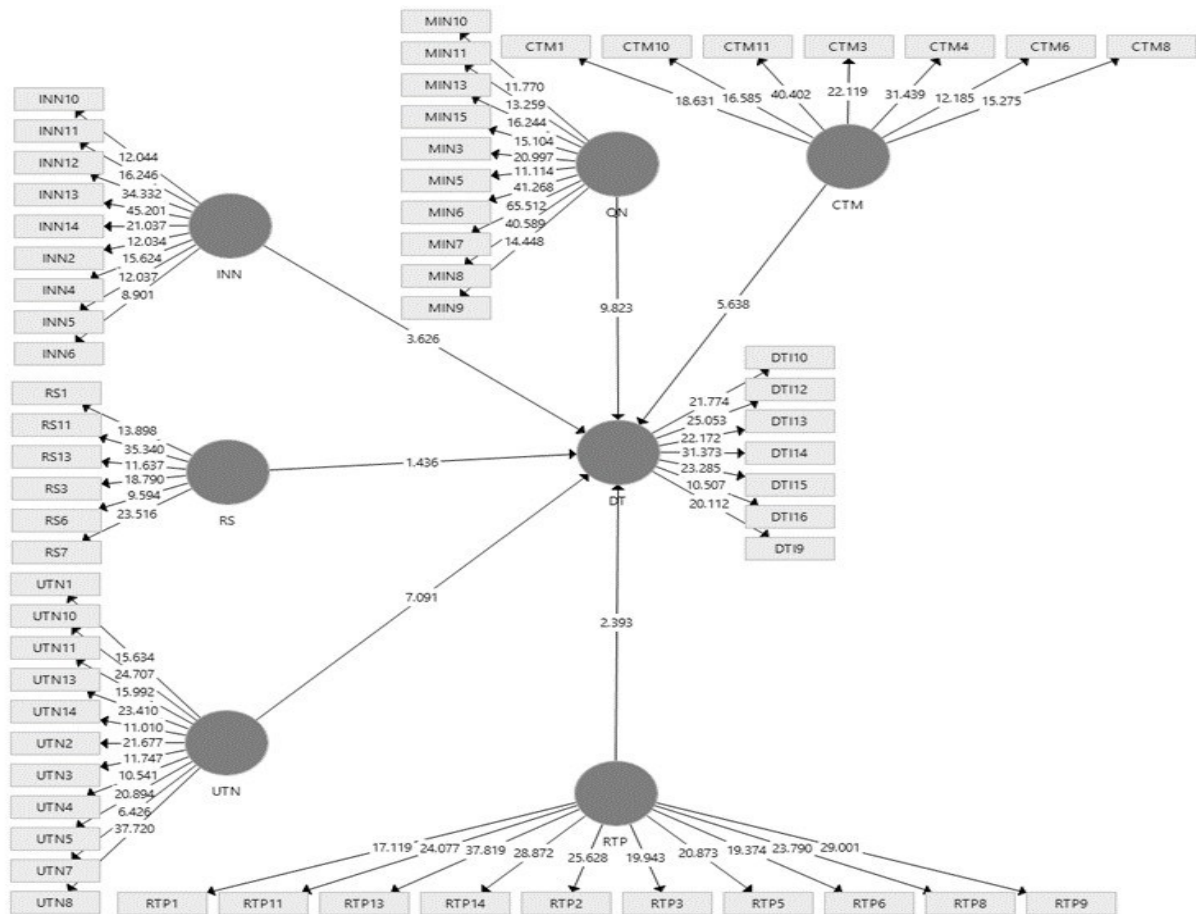 MIN10
MIN11
MIN13
MIN15
MIN3
MIN5
MIN6
MIN7
MIN8
MIN9
11.770
13.259
16.244
15.104
20.997
11.114
41.268
65.512
40.589
14.448
QN
CTM1
CTM10
CTM11
CTM3
CTM4
CTM6
CTM8
18.631
16.585
40.402
22.119
31.439
12.185
15.275
CTM
INN10
INN11
INN12
INN13
INN14
INN2
INN4
INN5
INN6
12.044
16.246
34.332
45.201
21.037
12.034
15.624
12.037
8.901
INN
3.626
9.823
5.638
RS1
RS11
RS13
RS3
RS6
RS7
13.898
35.340
11.637
18.790
9.594
23.516
RS
1.436
DT
DTI10
DTI12
DTI13
DTI14
DTI15
DTI16
DTI9
21.774
25.053
22.172
31.373
23.285
10.507
20.112
UTN1
UTN10
UTN11
UTN13
UTN14
UTN2
UTN3
UTN4
UTN5
UTN7
UTN8
15.634
24.707
15.992
23.410
11.010
21.677
11.747
10.541
20.894
6.426
37.720
UTN
7.091
2.393
RTP
17.119
24.077
37.819
28.872
25.628
19.943
20.873
19.374
23.790
29.001
RTP1
RTP11
RTP13
RTP14
RTP2
RTP3
RTP5
RTP6
RTP8
RTP9